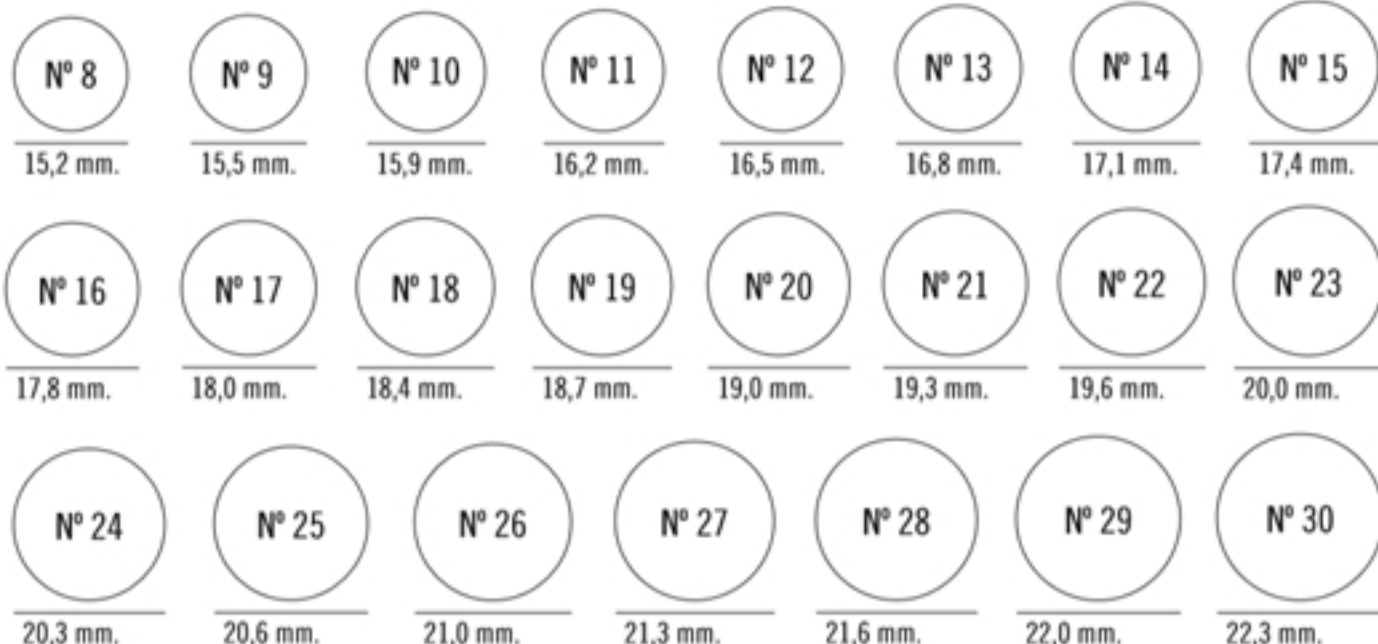 Nº 8 Nº 9 Nº 10 Nº 11 Nº 12 Nº 13 Nº 14 Nº 15
15,2 mm. 15,5 mm. 15,9 mm. 16,2 mm. 16,5 mm. 16,8 mm. 17,1 mm. 17,4 mm.
Nº 16 Nº 17 Nº 18 Nº 19 Nº 20 Nº 21 Nº 22 Nº 23
17,8 mm. 18,0 mm. 18,4 mm. 18,7 mm. 19,0 mm. 19,3 mm. 19,6 mm. 20,0 mm.
Nº 24 Nº 25 Nº 26 Nº 27 Nº 28 Nº 29 Nº 30
20,3 mm. 20,6 mm. 21,0 mm. 21,3 mm. 21,6 mm. 22,0 mm. 22,3 mm.